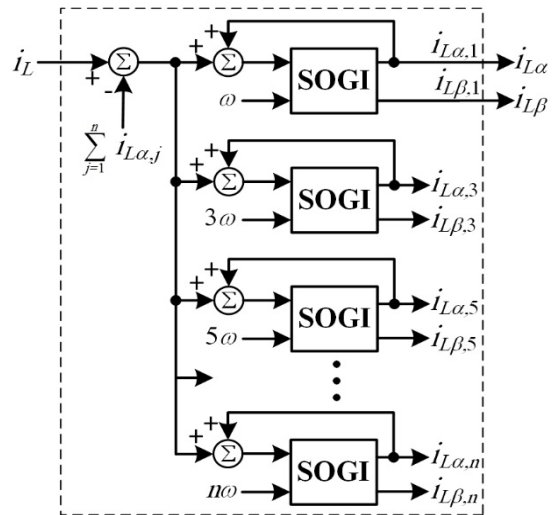 i_L + - Σ
\sum_{j=1}^{n} i_{Lα,j}
+ + Σ SOGI i_{Lα,1} i_{Lα}
ω i_{Lβ,1} i_{Lβ}
+ + Σ SOGI i_{Lα,3}
3ω i_{Lβ,3}
+ + Σ SOGI i_{Lα,5}
5ω i_{Lβ,5}
+ + Σ SOGI i_{Lα,n}
nω i_{Lβ,n}